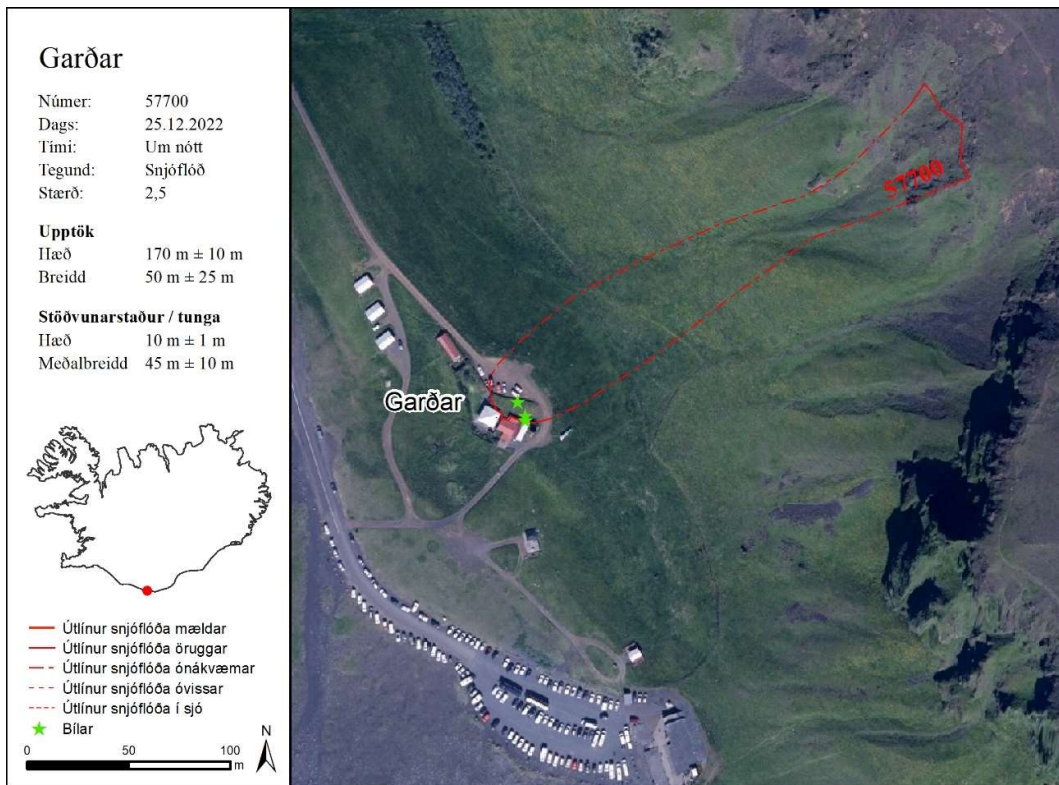 Garðar
Númer: 57700
Dags: 25.12.2022
Tími: Um nótt
Tegund: Snjóflóð
Stærð: 2,5
Upptök
Hæð 170 m ± 10 m
Breidd 50 m ± 25 m
Stöðvunarstaður / tunga
Hæð 10 m ± 1 m
Meðalbreidd 45 m ± 10 m
Útlínur snjóflóða mældar
Útlínur snjóflóða öruggar
Útlínur snjóflóða ónákvæmar
Útlínur snjóflóða óvissar
Útlínur snjóflóða í sjó
Bílar
0 50 100
m
N
57700
Garðar